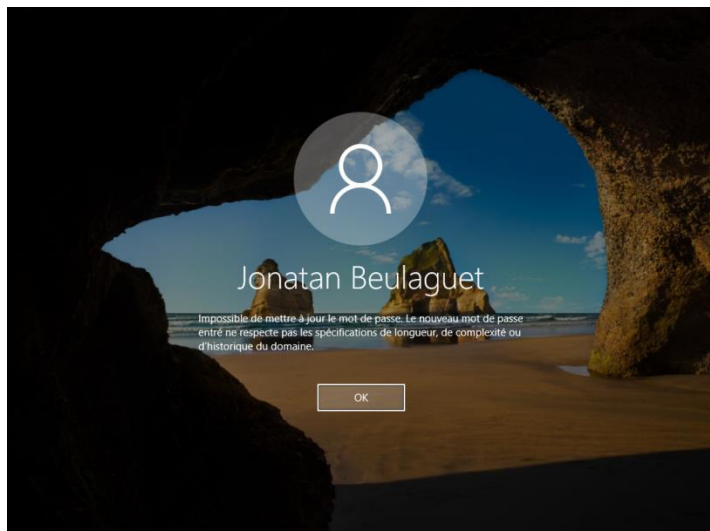 Jonatan Beulaguet
Impossible de mettre à jour le mot de passe. Le nouveau mot de passe
entré ne respecte pas les spécifications de longueur, de complexité ou
d'historique du domaine.
OK